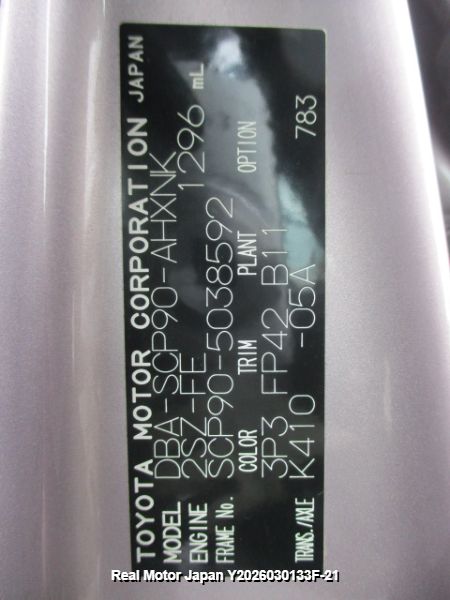 TOYOTA MOTOR CORPORATION JAPAN
MODEL DBA-SCP90-AHXNK
ENGINE 2SZ-FE 1296 mL
FRAME No. SCP90-5038592
COLOR TRIM PLANT OPTION
3P3 FP42 B11
TRANS./AXLE K410 -05A 783
Real Motor Japan Y2026030133F-21